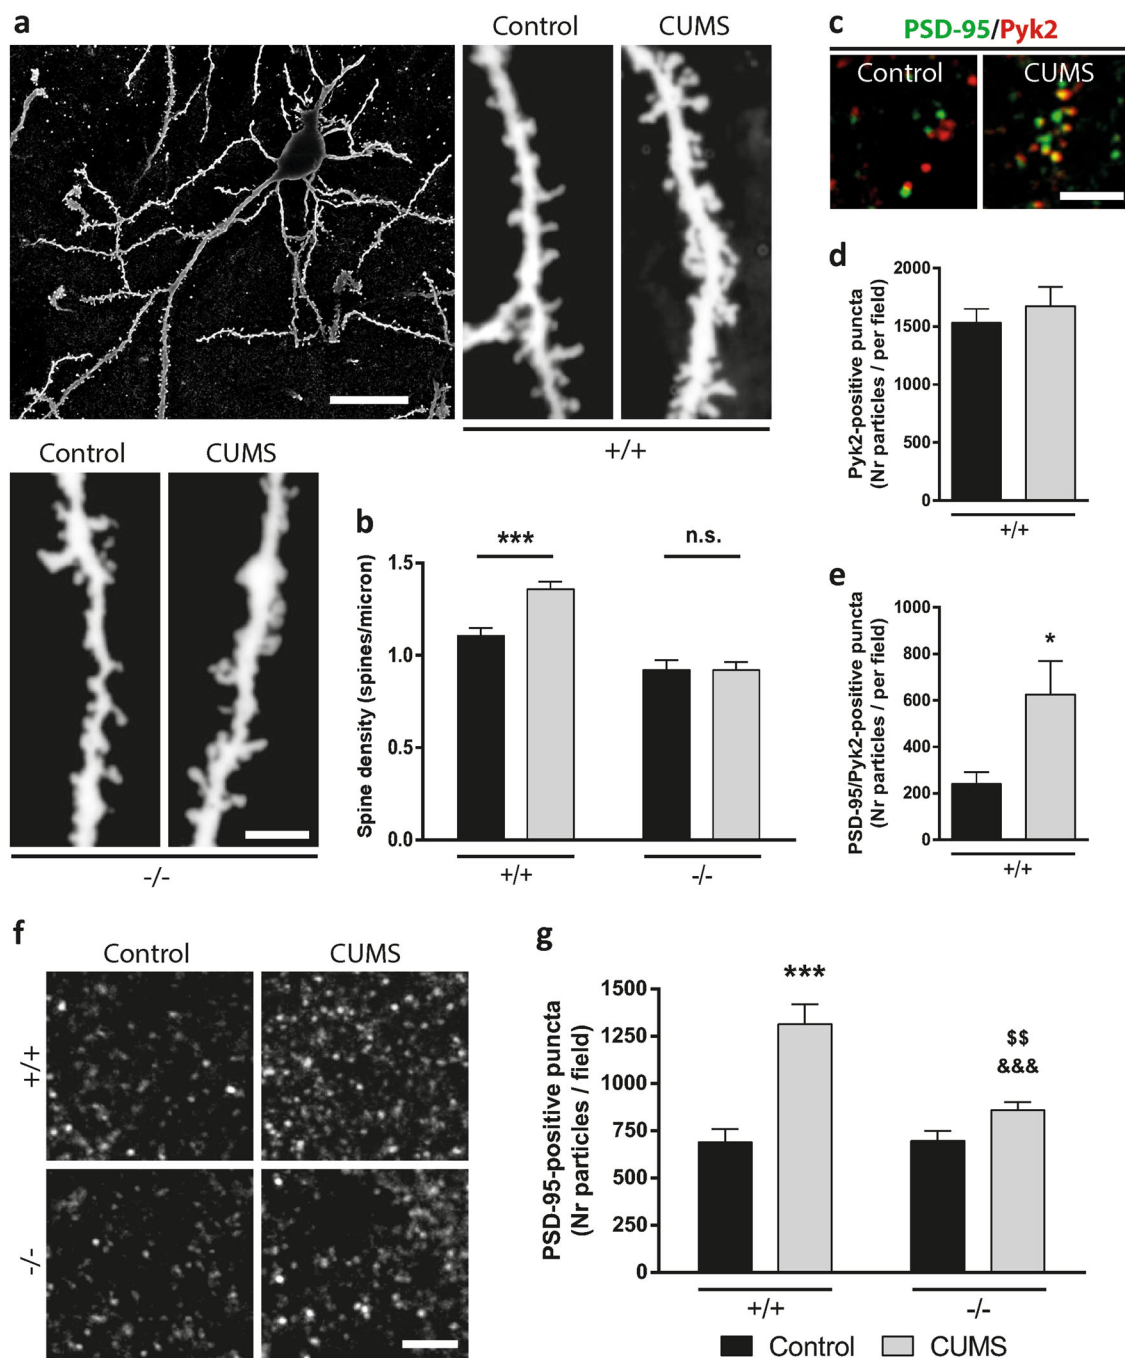 a
Control CUMS
+/+
Control CUMS
-/-
b
Spine density (spines/micron)
1.5
1.0
0.5
0.0
***
n.s.
+/+ -/-
c
PSD-95/Pyk2
Control CUMS
d
Pyk2-positive puncta
(Nr particles / per field)
2000
1500
1000
500
0
+/+
e
PSD-95/Pyk2-positive puncta
(Nr particles / per field)
1000
800
600
400
200
0
*
+/+
f
Control CUMS
+/+
-/-
g
PSD-95-positive puncta
(Nr particles / field)
1500
1250
1000
750
500
250
0
***
$$
&&&
+/+ -/-
Control CUMS